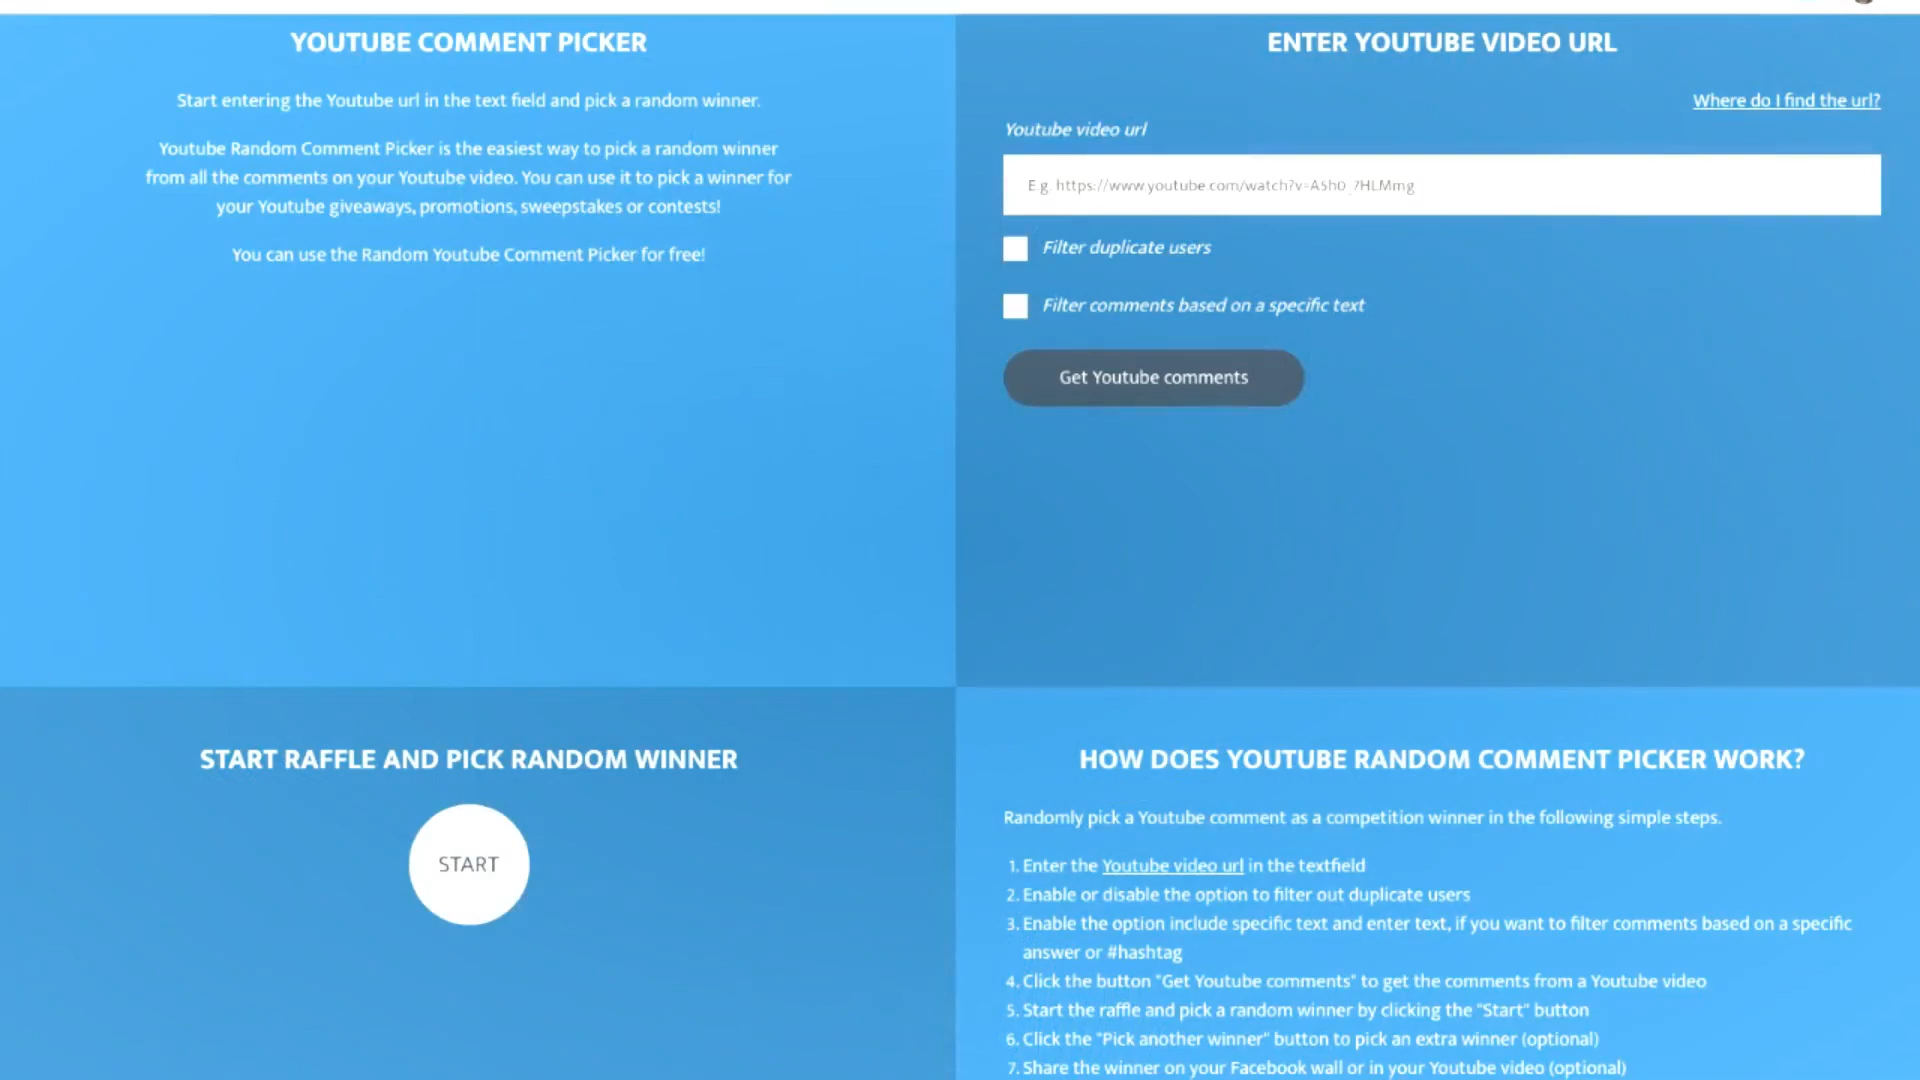 YOUTUBE COMMENT PICKER
Start entering the Youtube url in the text field and pick a random winner.
Youtube Random Comment Picker is the easiest way to pick a random winner
from all the comments on your Youtube video. You can use it to pick a winner for
your Youtube giveaways, promotions, sweepstakes or contests!
You can use the Random Youtube Comment Picker for free!
ENTER YOUTUBE VIDEO URL
Where do I find the url?
Youtube video url
E.g. https://www.youtube.com/watch?v=A5h0_7HLMmg
Filter duplicate users
Filter comments based on a specific text
Get Youtube comments
START RAFFLE AND PICK RANDOM WINNER
START
HOW DOES YOUTUBE RANDOM COMMENT PICKER WORK?
Randomly pick a Youtube comment as a competition winner in the following simple steps.
1. Enter the Youtube video url in the textfield
2. Enable or disable the option to filter out duplicate users
3. Enable the option include specific text and enter text, if you want to filter comments based on a specific
answer or #hashtag
4. Click the button "Get Youtube comments" to get the comments from a Youtube video
5. Start the raffle and pick a random winner by clicking the "Start" button
6. Click the "Pick another winner" button to pick an extra winner (optional)
7. Share the winner on your Facebook wall or in your Youtube video (optional)